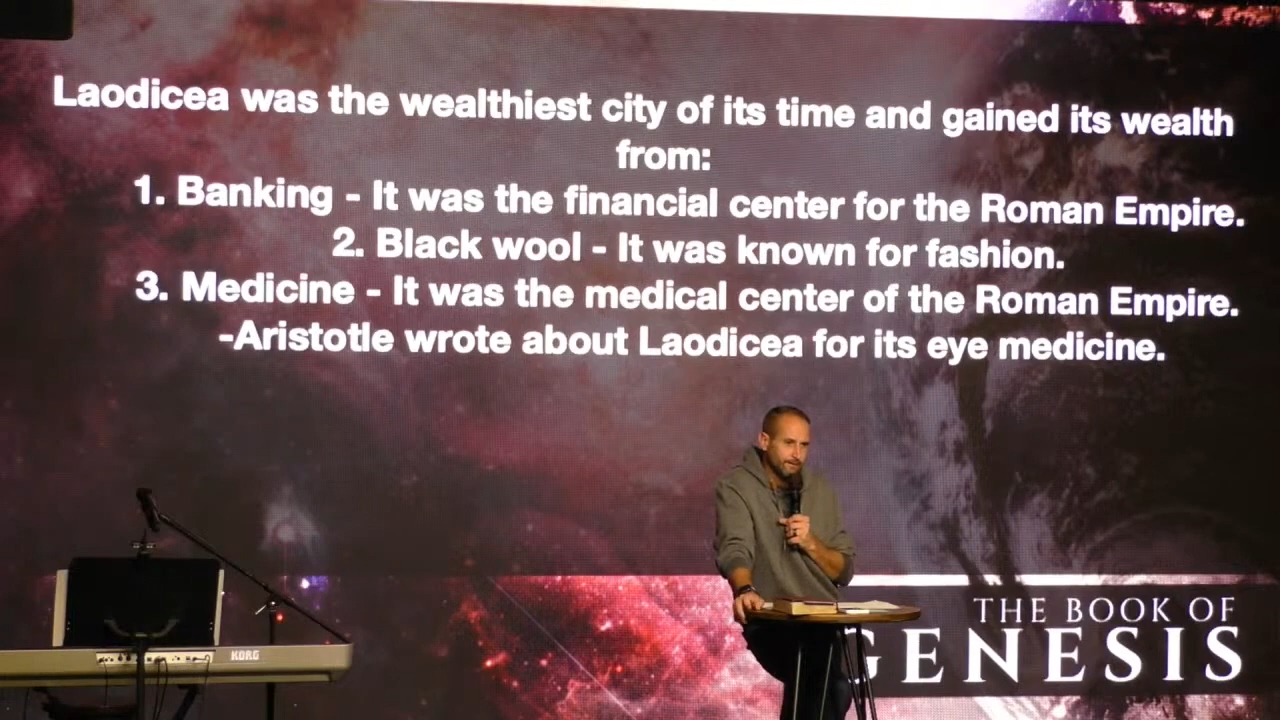 Laodicea was the wealthiest city of its time and gained its wealth
from:
1. Banking - It was the financial center for the Roman Empire.
2. Black wool - It was known for fashion.
3. Medicine - It was the medical center of the Roman Empire.
-Aristotle wrote about Laodicea for its eye medicine.
THE BOOK OF
GENESIS
KORG